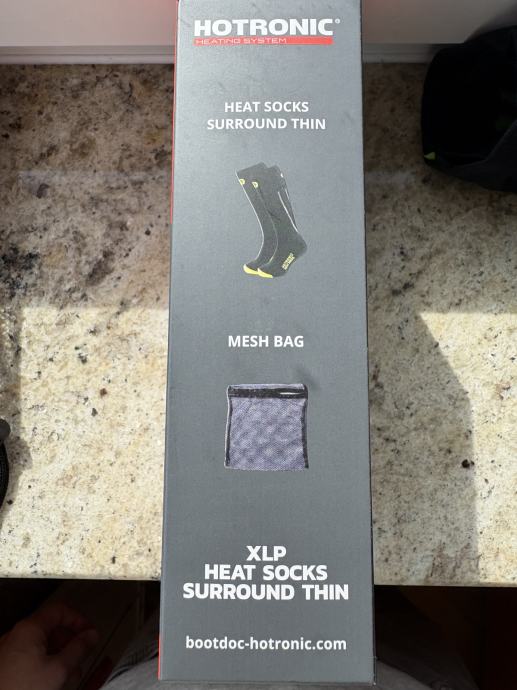 HOTRONIC®
HEATING SYSTEM
HEAT SOCKS
SURROUND THIN
MESH BAG
XLP
HEAT SOCKS
SURROUND THIN
bootdoc-hotronic.com